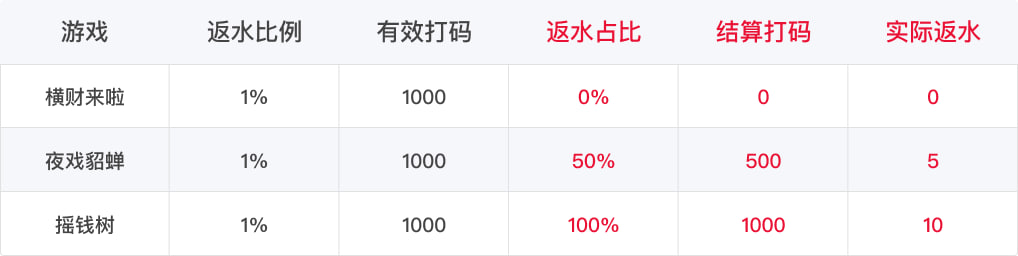 游戏 返水比例 有效打码 返水占比 结算打码 实际返水
横财来啦 1% 1000 0% 0 0
夜戏貂蝉 1% 1000 50% 500 5
摇钱树 1% 1000 100% 1000 10